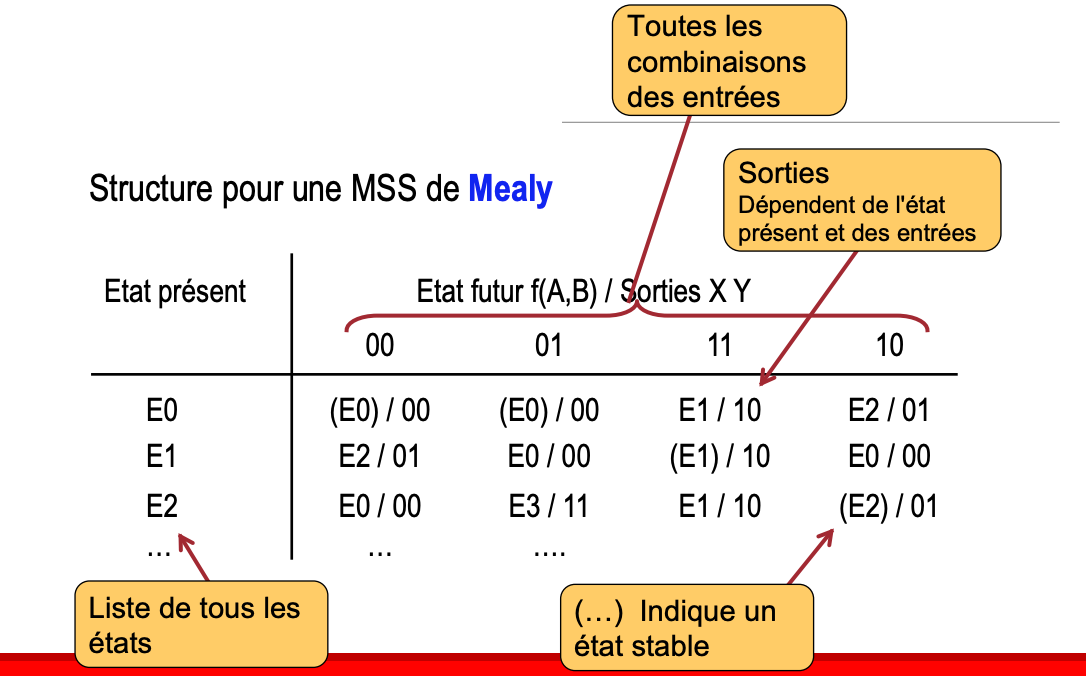 Toutes les
combinaisons
des entrées
Structure pour une MSS de Mealy
Sorties
Dépendent de l'état
présent et des entrées
Etat présent Etat futur f(A,B) / Sorties X Y
00 01 11 10
E0 (E0) / 00 (E0) / 00 E1 / 10 E2 / 01
E1 E2 / 01 E0 / 00 (E1) / 10 E0 / 00
E2 E0 / 00 E3 / 11 E1 / 10 (E2) / 01
... ... ....
Liste de tous les
états
(…) Indique un
état stable